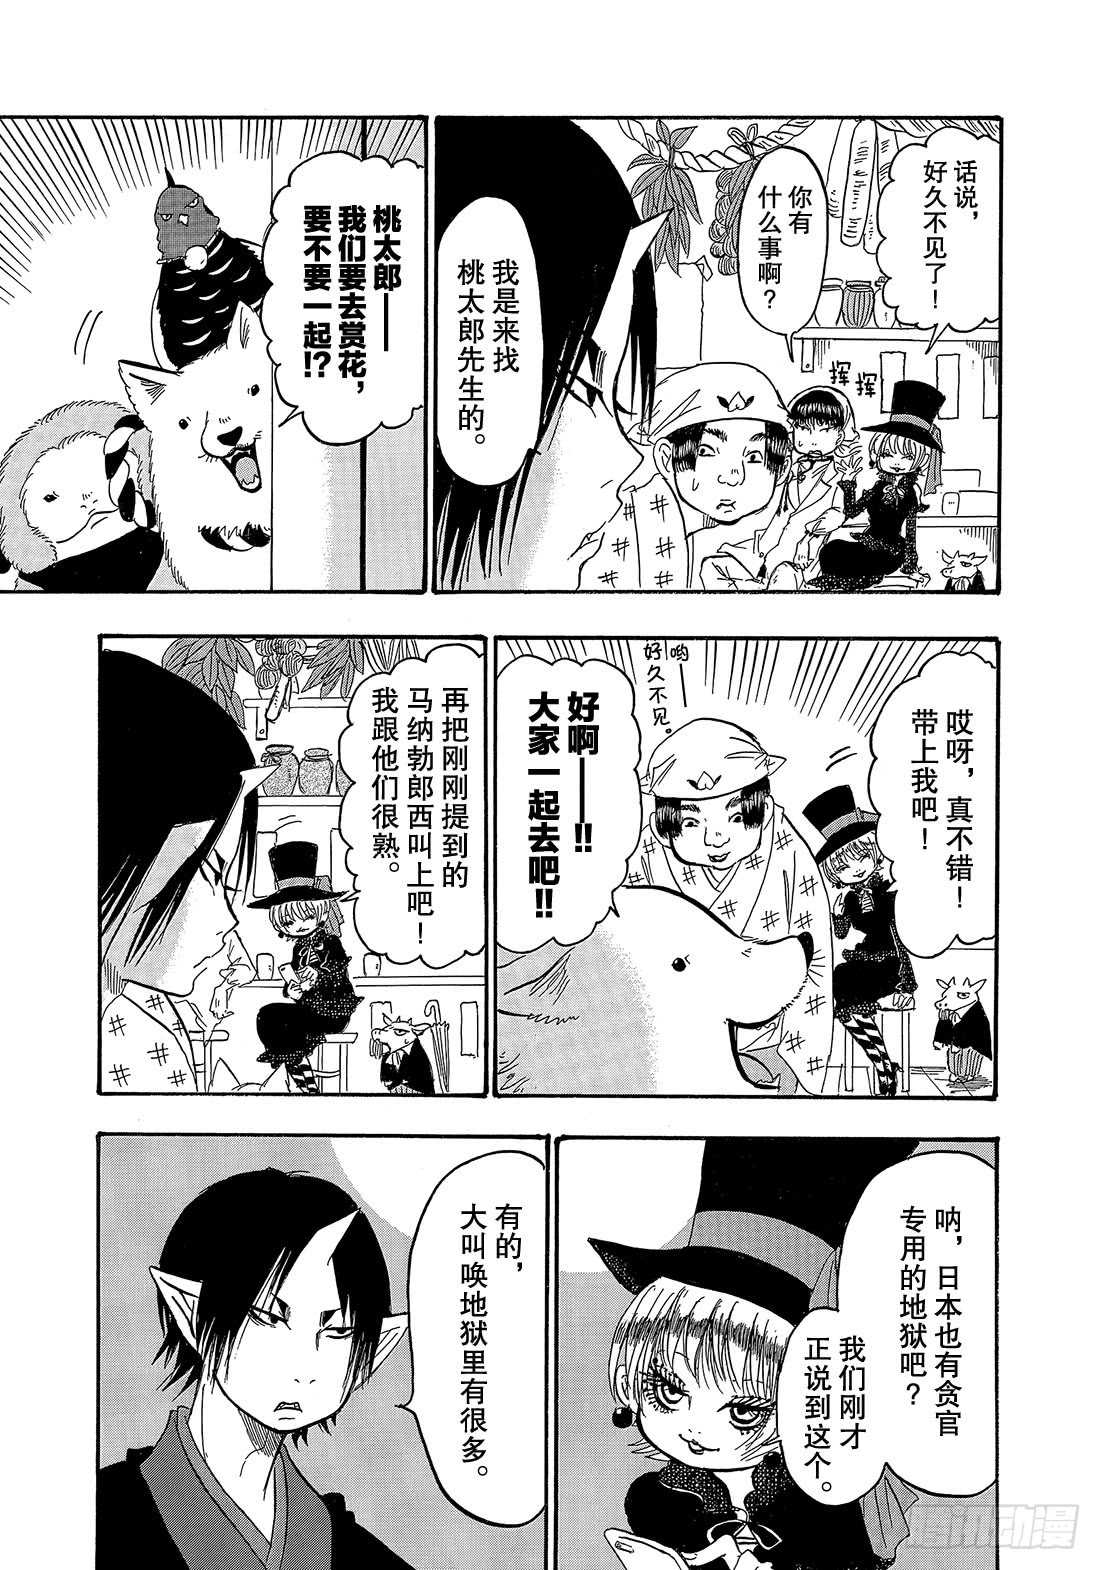 话说，
好久不见了！
你有
什么事啊？
挥
挥
我是来找
桃太郎先生的。
桃太郎——
我们要去赏花，
要不要一起!?
哎呀，真不错！
带上我吧！
哟——
好久不见。
好啊——!!
大家一起去吧!!
再把刚刚提到的
马纳勃郎西叫上吧！
我跟他们很熟。
呐，日本也有贪官
专用的地狱吧？
我们刚才
正说到这个。
有的，
大叫唤地狱里有很多。
腾讯动漫